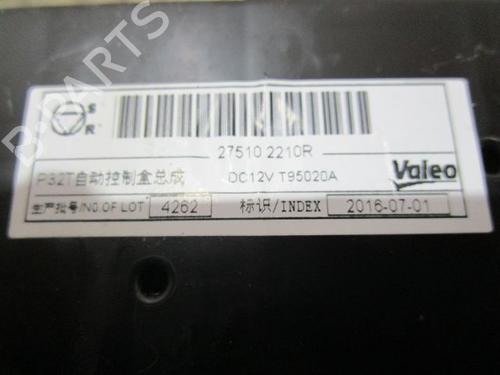 S
R
27510 2210R
P32T自动控制盒总成 DC12V T95020A Valeo
生产批号/NO.OF LOT 4262 标识/INDEX 2016-07-01
B-PARTS